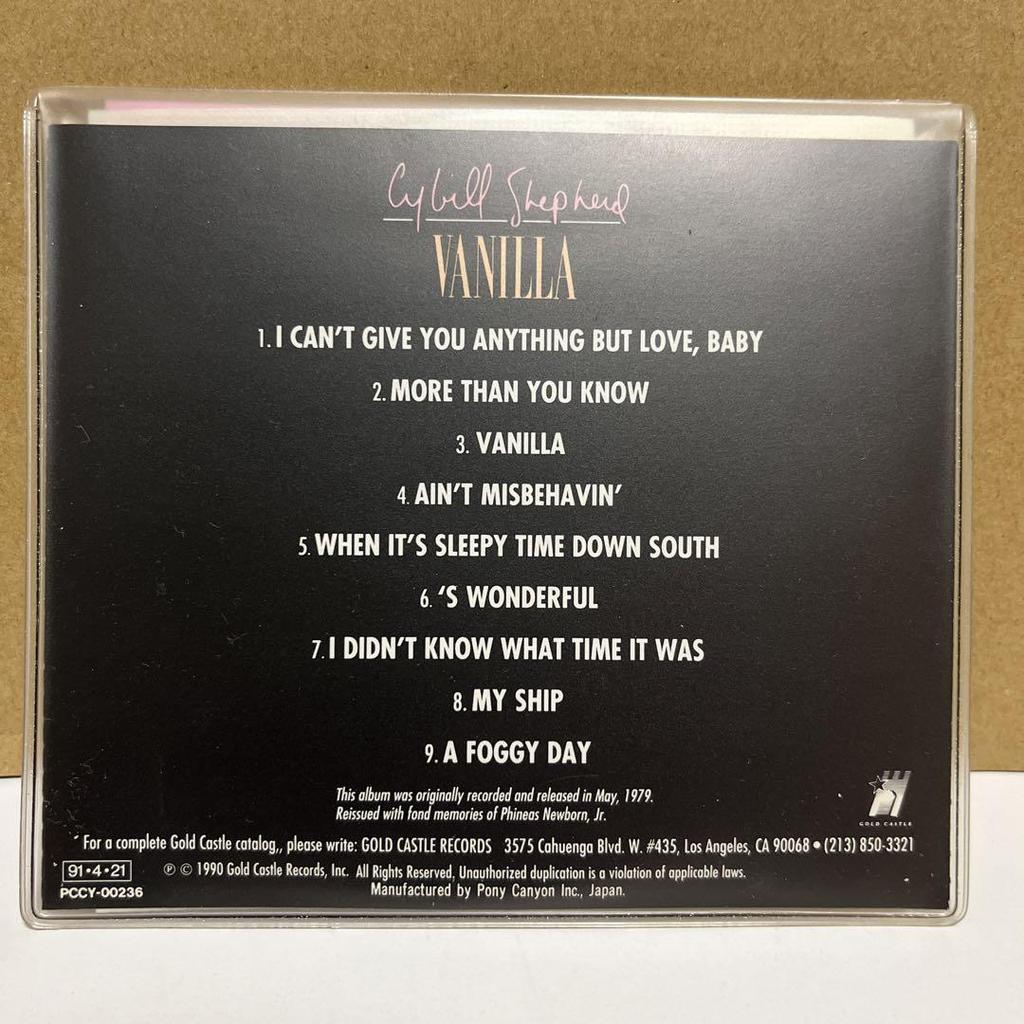 Cybill Shepherd
VANILLA
1. I CAN'T GIVE YOU ANYTHING BUT LOVE, BABY
2. MORE THAN YOU KNOW
3. VANILLA
4. AIN'T MISBEHAVIN'
5. WHEN IT'S SLEEPY TIME DOWN SOUTH
6. 'S WONDERFUL
7. I DIDN'T KNOW WHAT TIME IT WAS
8. MY SHIP
9. A FOGGY DAY
This album was originally recorded and released in May, 1979.
Reissued with fond memories of Phineas Newborn, Jr.
GOLD CASTLE
For a complete Gold Castle catalog,, please write: GOLD CASTLE RECORDS 3575 Cahuenga Blvd. W. #435, Los Angeles, CA 90068 • (213) 850-3321
91•4•21
PCCY-00236
℗ © 1990 Gold Castle Records, Inc. All Rights Reserved, Unauthorized duplication is a violation of applicable laws.
Manufactured by Pony Canyon Inc., Japan.